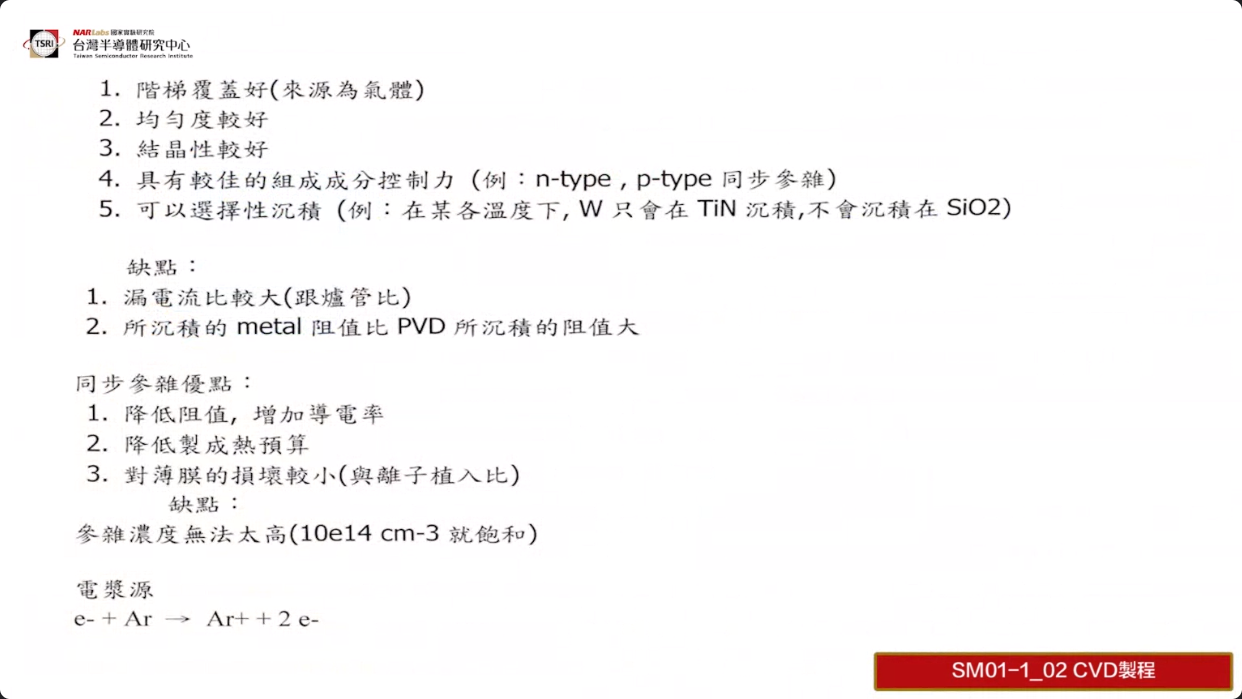 TSRI
NARLabs 國家實驗研究院
台灣半導體研究中心
Taiwan Semiconductor Research Institute
1. 階梯覆蓋好(來源為氣體)
2. 均勻度較好
3. 結晶性較好
4. 具有較佳的組成成分控制力 (例：n-type , p-type 同步參雜)
5. 可以選擇性沉積 (例：在某各溫度下, W 只會在 TiN 沉積,不會沉積在 SiO2)
缺點：
1. 漏電流比較大(跟爐管比)
2. 所沉積的 metal 阻值比 PVD 所沉積的阻值大
同步參雜優點：
1. 降低阻值, 增加導電率
2. 降低製成熱預算
3. 對薄膜的損壞較小(與離子植入比)
缺點：
參雜濃度無法太高(10e14 cm-3 就飽和)
電漿源
e- + Ar → Ar+ + 2 e-
SM01-1_02 CVD製程